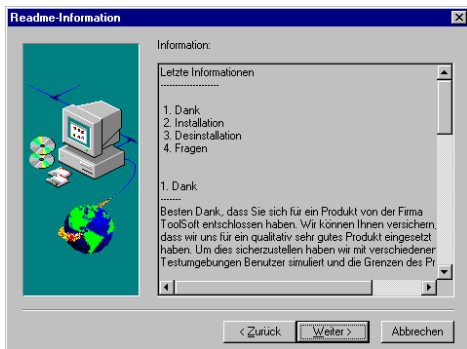 Readme-Information
Information:
Letzte Informationen
--------------------
1. Dank
2. Installation
3. Desinstallation
4. Fragen
1. Dank
-------
Besten Dank, dass Sie sich für ein Produkt von der Firma
ToolSoft entschlossen haben. Wir können Ihnen versichern,
dass wir uns für ein qualitativ sehr gutes Produkt eingesetzt
haben. Um dies sicherzustellen haben wir mit verschiedenen
Testumgebungen Benutzer simuliert und die Grenzen des Pr
< Zurück
Weiter >
Abbrechen